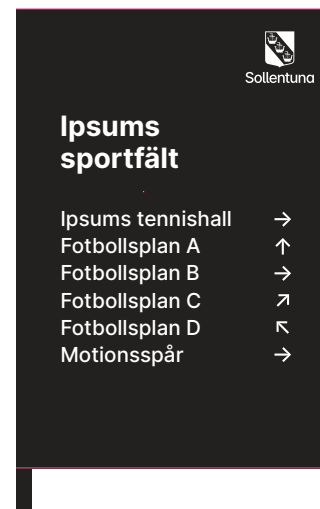 Sollentuna
Ipsums
sportfält
Ipsums tennishall →
Fotbollsplan A ↑
Fotbollsplan B →
Fotbollsplan C ↗
Fotbollsplan D ↖
Motionsspår →